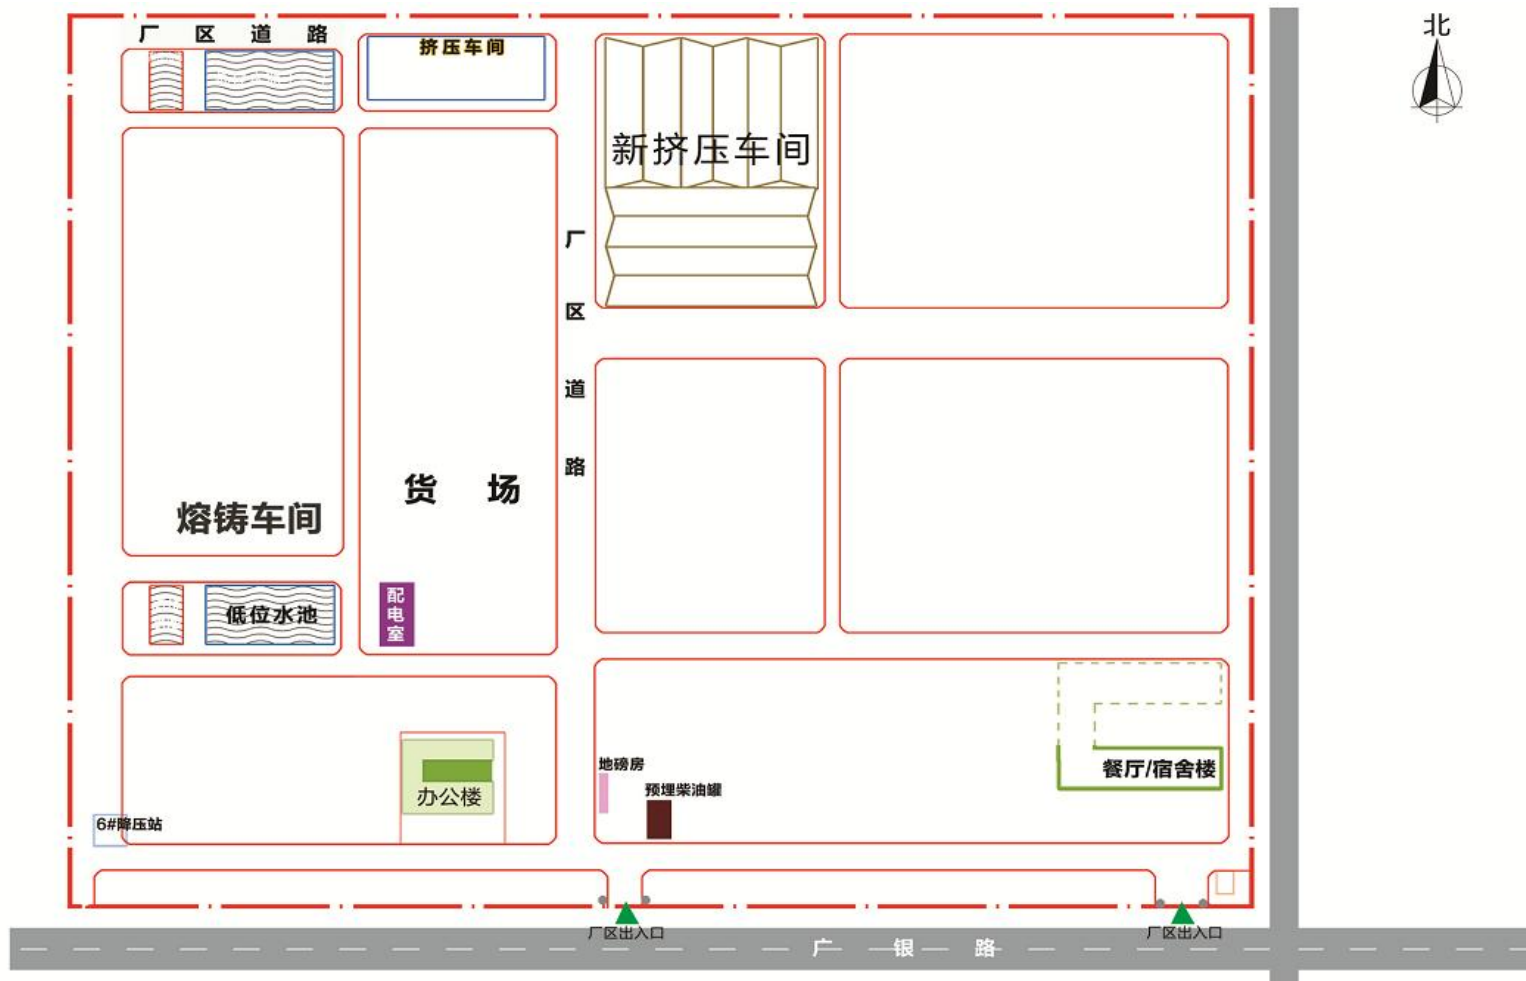 北
厂区道路
挤压车间
新挤压车间
厂区道路
货场
熔铸车间
低位水池
配电室
地磅房
预埋柴油罐
餐厅/宿舍楼
办公楼
6#降压站
厂区出入口
厂区出入口
广银路